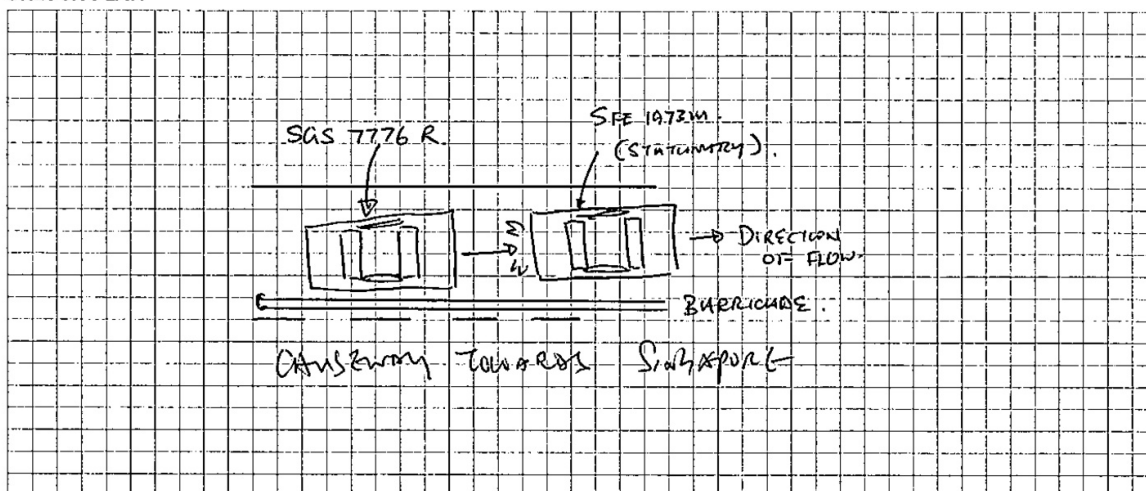 SGS 7776 R.
SFE 1973M.
(STATIONARY).
DIRECTION
OF FLOW.
BARRICADE.
CAUSEWAY TOWARDS SINGAPORE